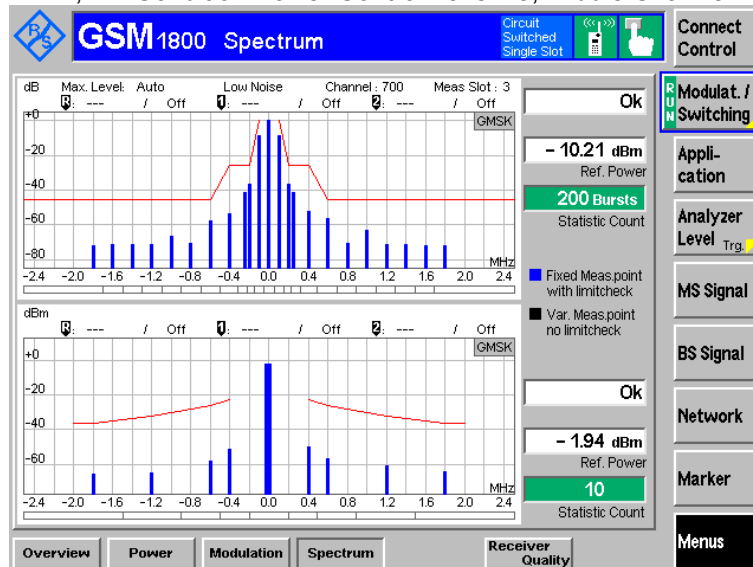 R/S
GSM 1800 Spectrum
Circuit Switched Single Slot
Connect Control
dB Max. Level: Auto Low Noise Channel : 700 Meas Slot : 3
R: --- / Off 1: --- / Off 2: --- / Off
GMSK
+0
-20
-40
-60
-80
MHz
-2.4 -2.0 -1.6 -1.2 -0.8 -0.4 0.0 0.4 0.8 1.2 1.6 2.0 2.4
Ok
- 10.21 dBm
Ref. Power
200 Bursts
Statistic Count
Fixed Meas.point
with limitcheck
Var. Meas.point
no limitcheck
dBm
R: --- / Off 1: --- / Off 2: --- / Off
GMSK
+0
-20
-40
-60
MHz
-2.4 -2.0 -1.6 -1.2 -0.8 -0.4 0.0 0.4 0.8 1.2 1.6 2.0 2.4
Ok
- 1.94 dBm
Ref. Power
10
Statistic Count
RUN
Modulat. /
Switching
Appli-
cation
Analyzer
Level Trg.
MS Signal
BS Signal
Network
Marker
Menus
Overview Power Modulation Spectrum Receiver Quality